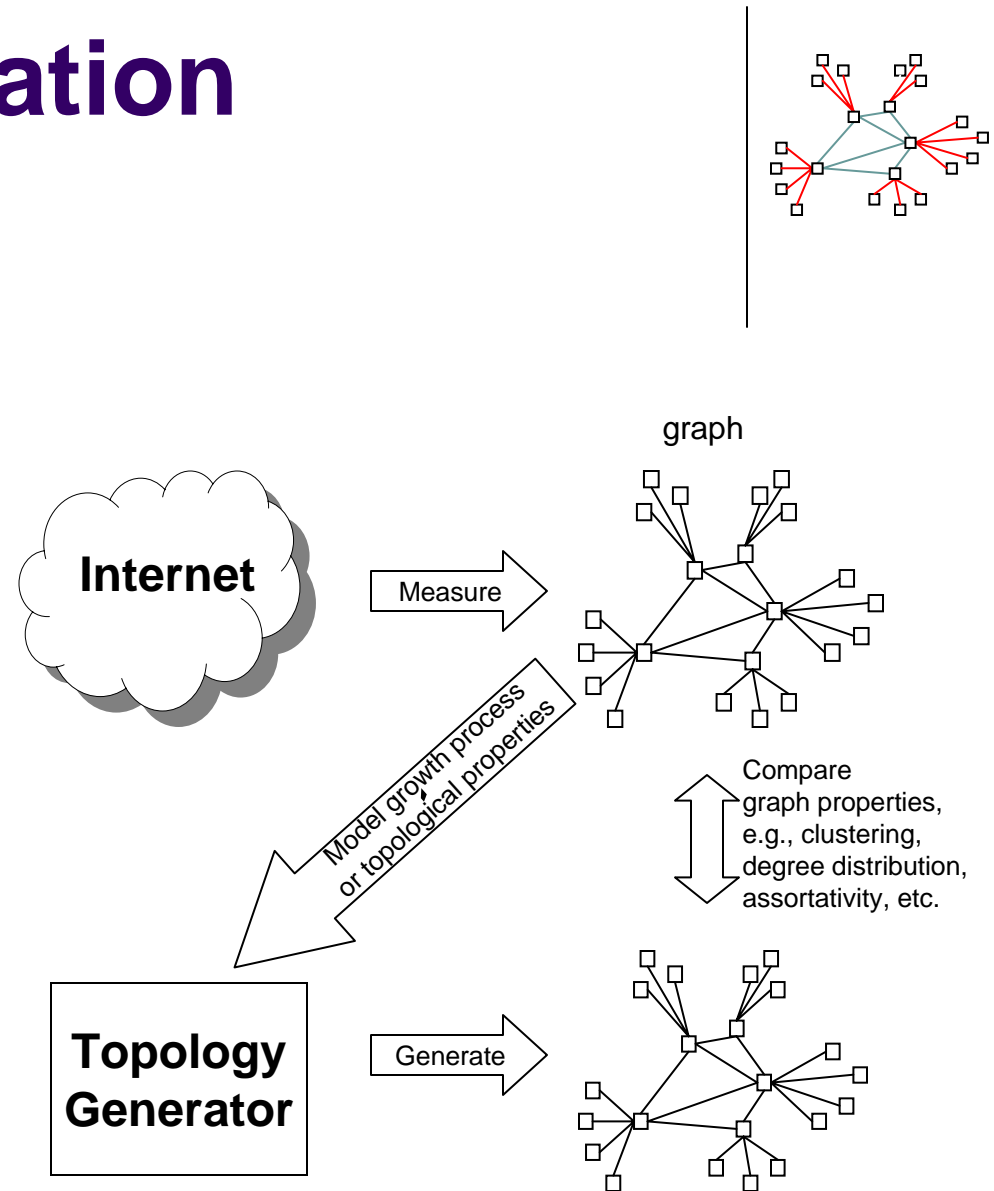 ation
graph
Internet
Measure
Model growth process
or topological properties
Compare
graph properties,
e.g., clustering,
degree distribution,
assortativity, etc.
Topology
Generator
Generate